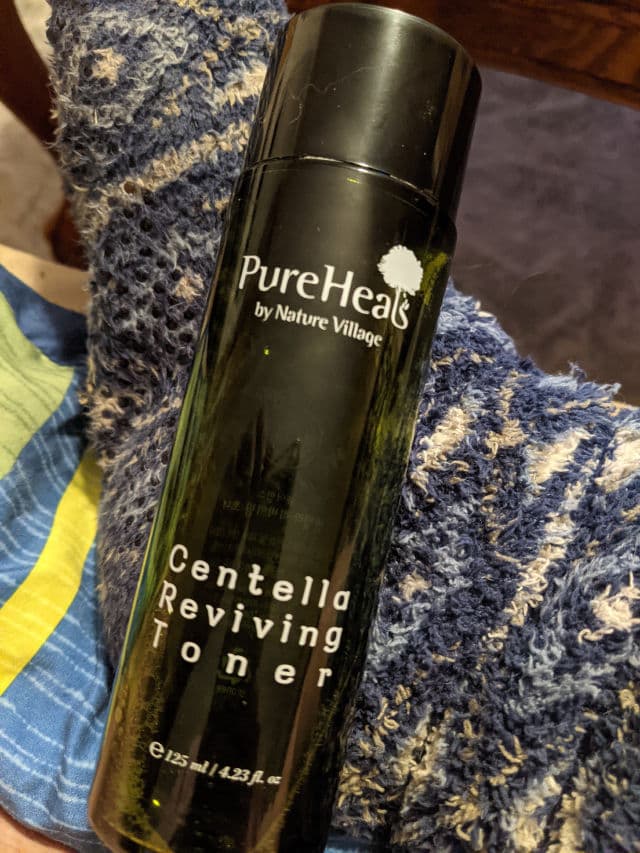 PureHeals
by Nature Village
Centella
Reviving
Toner
e 125 ml / 4.23 fl. oz